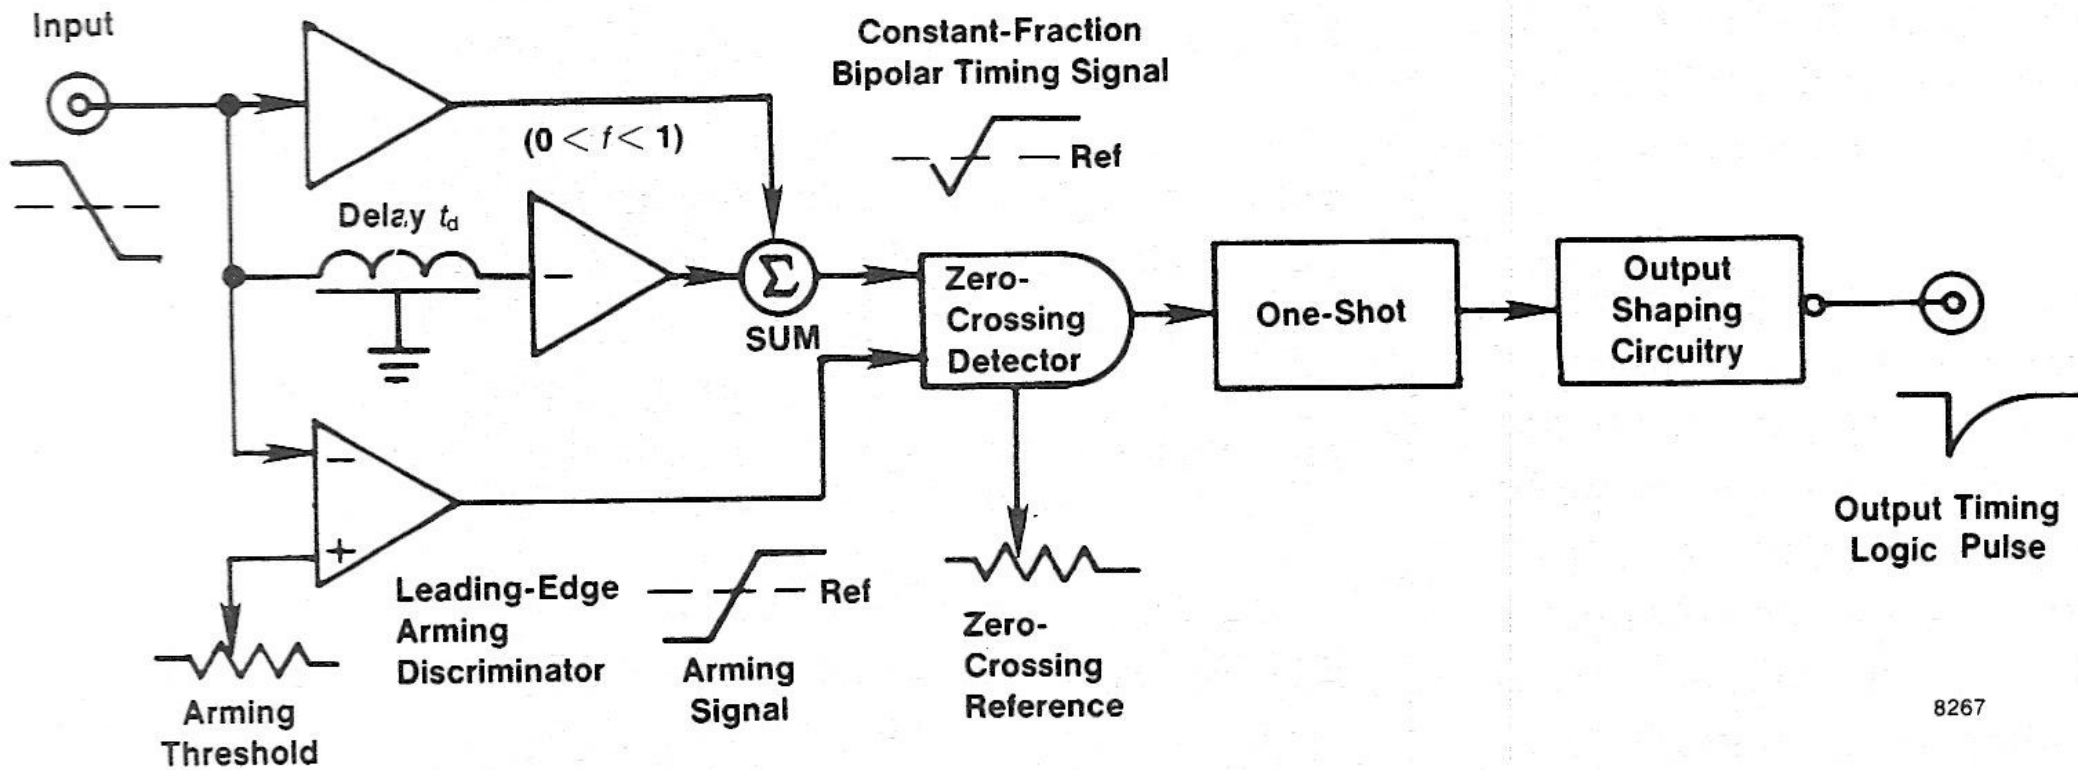 Input
Constant-Fraction
Bipolar Timing Signal
(0 < f < 1)
Ref
Delay td
−
Σ
SUM
Zero-
Crossing
Detector
One-Shot
Output
Shaping
Circuitry
−
+
Leading-Edge
Arming
Discriminator
Ref
Arming
Signal
Zero-
Crossing
Reference
Output Timing
Logic Pulse
Arming
Threshold
8267